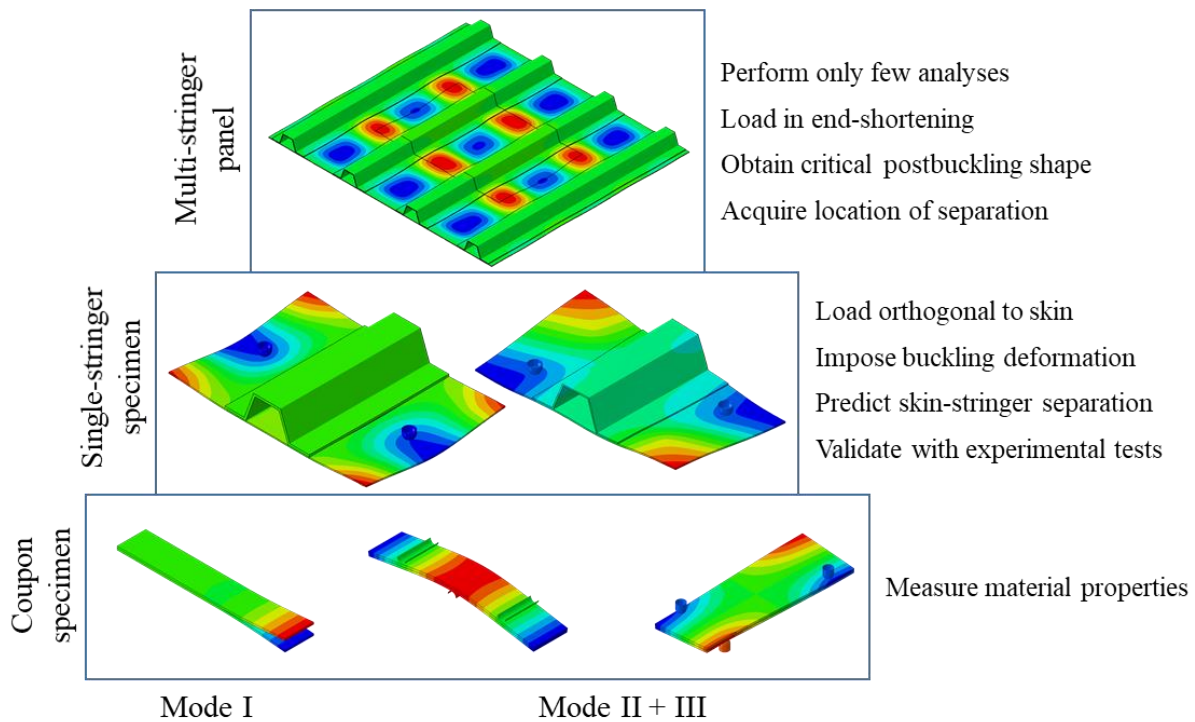 Multi-stringer
panel
Perform only few analyses
Load in end-shortening
Obtain critical postbuckling shape
Acquire location of separation
Single-stringer
specimen
Load orthogonal to skin
Impose buckling deformation
Predict skin-stringer separation
Validate with experimental tests
Coupon
specimen
Measure material properties
Mode I
Mode II + III